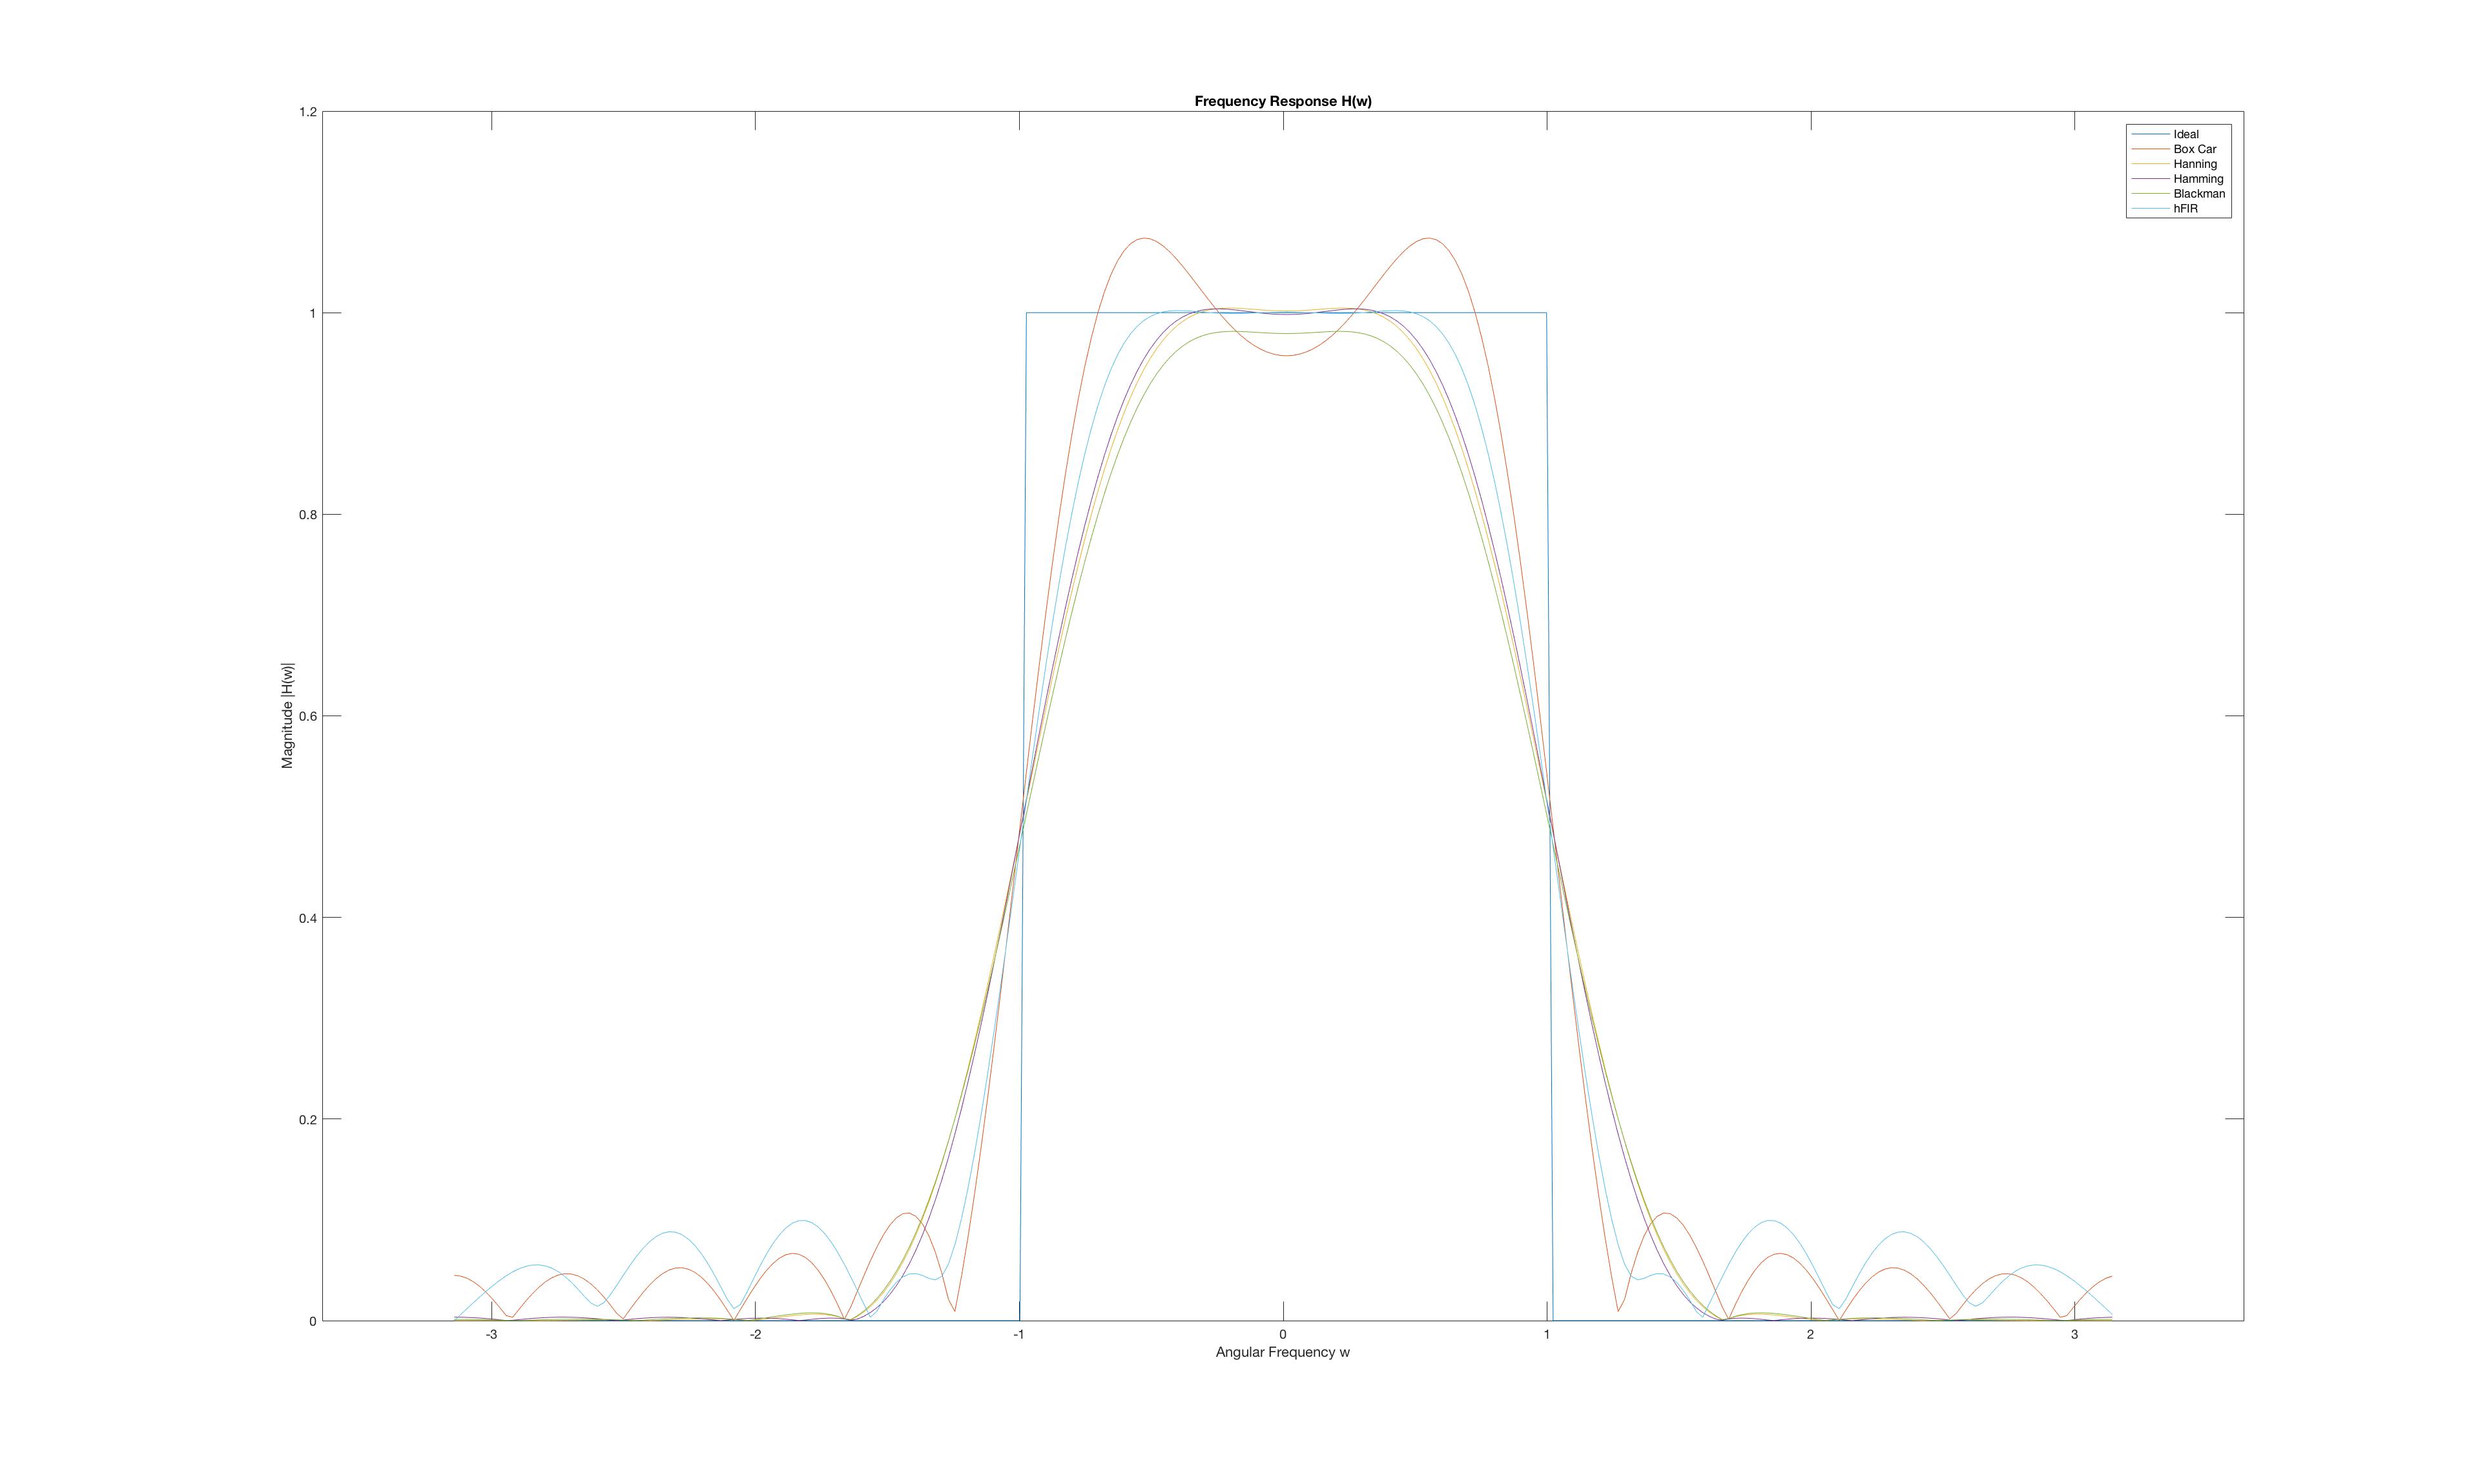 Frequency Response H(w)
Ideal
Box Car
Hanning
Hamming
Blackman
hFIR
Magnitude |H(w)|
1.2
1
0.8
0.6
0.4
0.2
0
-3
-2
-1
0
1
2
3
Angular Frequency w